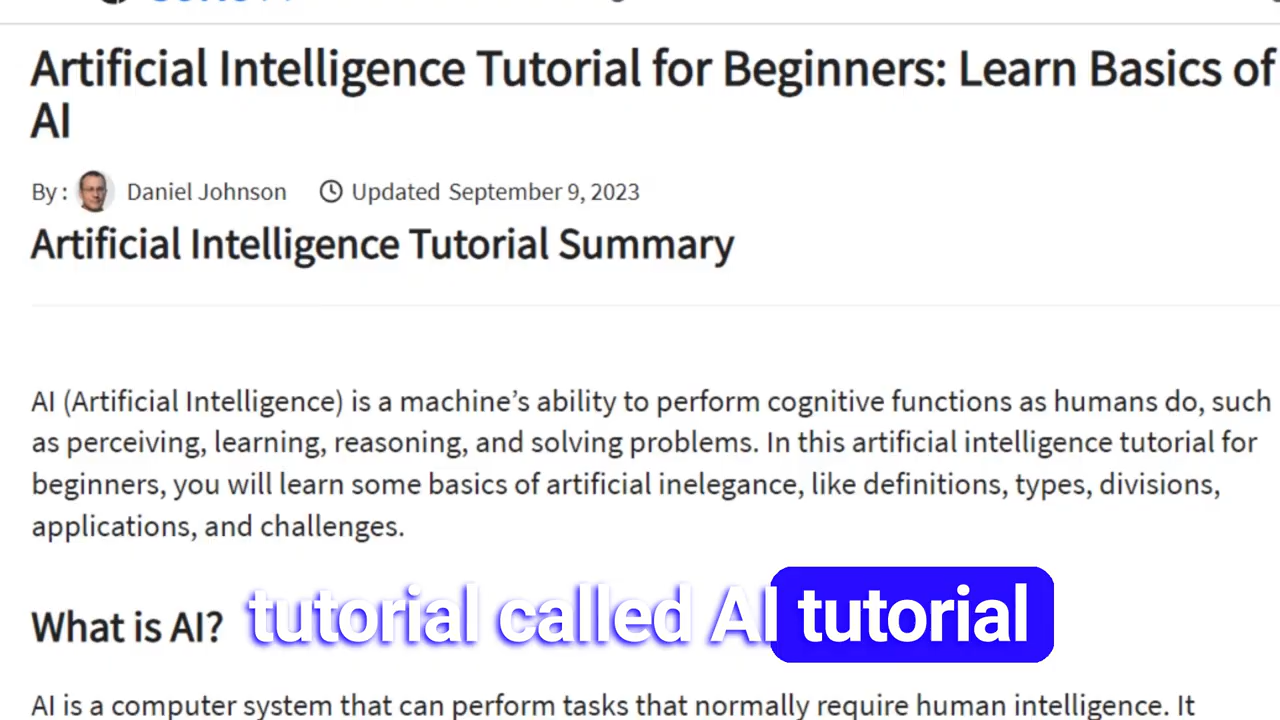 Artificial Intelligence Tutorial for Beginners: Learn Basics of
AI
By : Daniel Johnson Updated September 9, 2023
Artificial Intelligence Tutorial Summary
AI (Artificial Intelligence) is a machine’s ability to perform cognitive functions as humans do, such
as perceiving, learning, reasoning, and solving problems. In this artificial intelligence tutorial for
beginners, you will learn some basics of artificial inelegance, like definitions, types, divisions,
applications, and challenges.
What is AI?
tutorial called AI tutorial
AI is a computer system that can perform tasks that normally require human intelligence. It